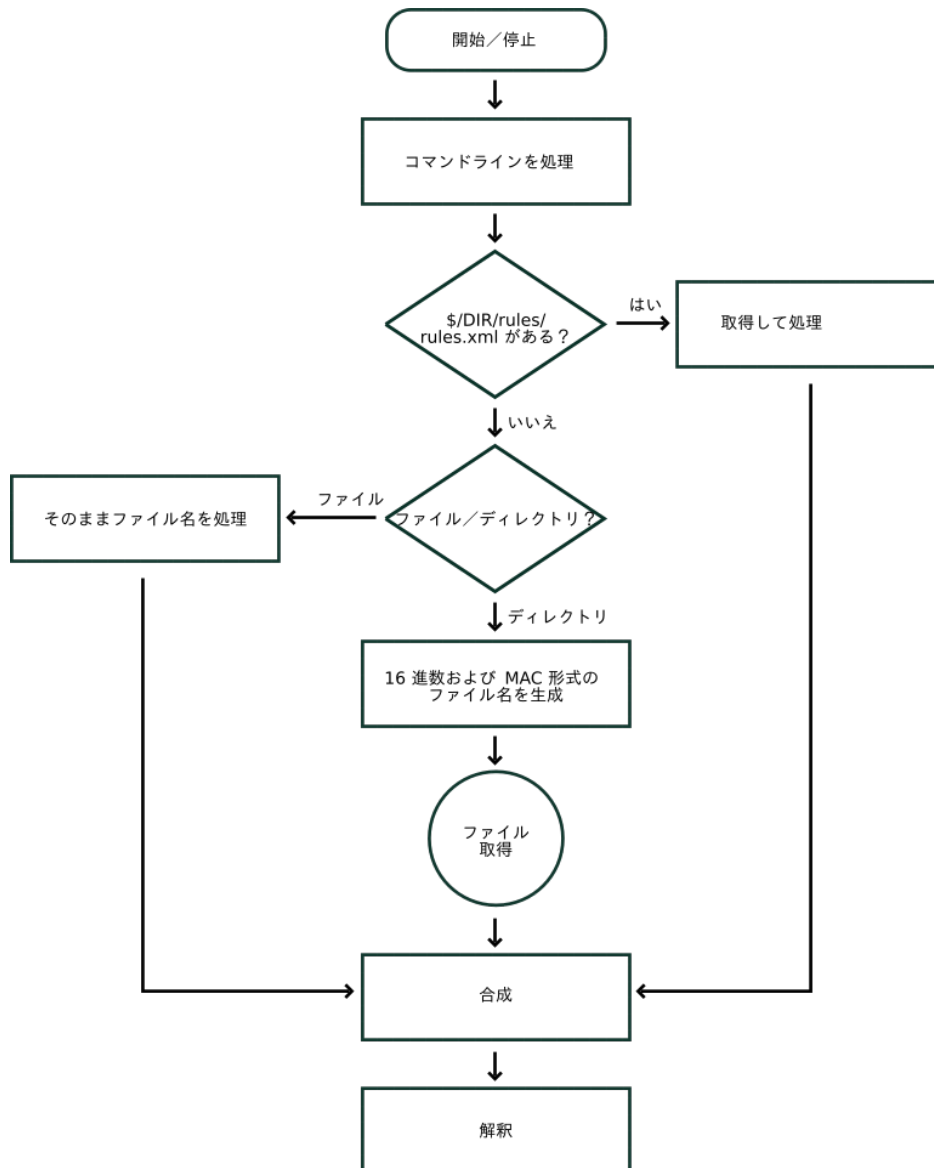 開始／停止
コマンドラインを処理
$/DIR/rules/
rules.xml がある？
はい
取得して処理
いいえ
ファイル
そのままファイル名を処理
ファイル／ディレクトリ？
ディレクトリ
16 進数および MAC 形式の
ファイル名を生成
ファイル
取得
合成
解釈